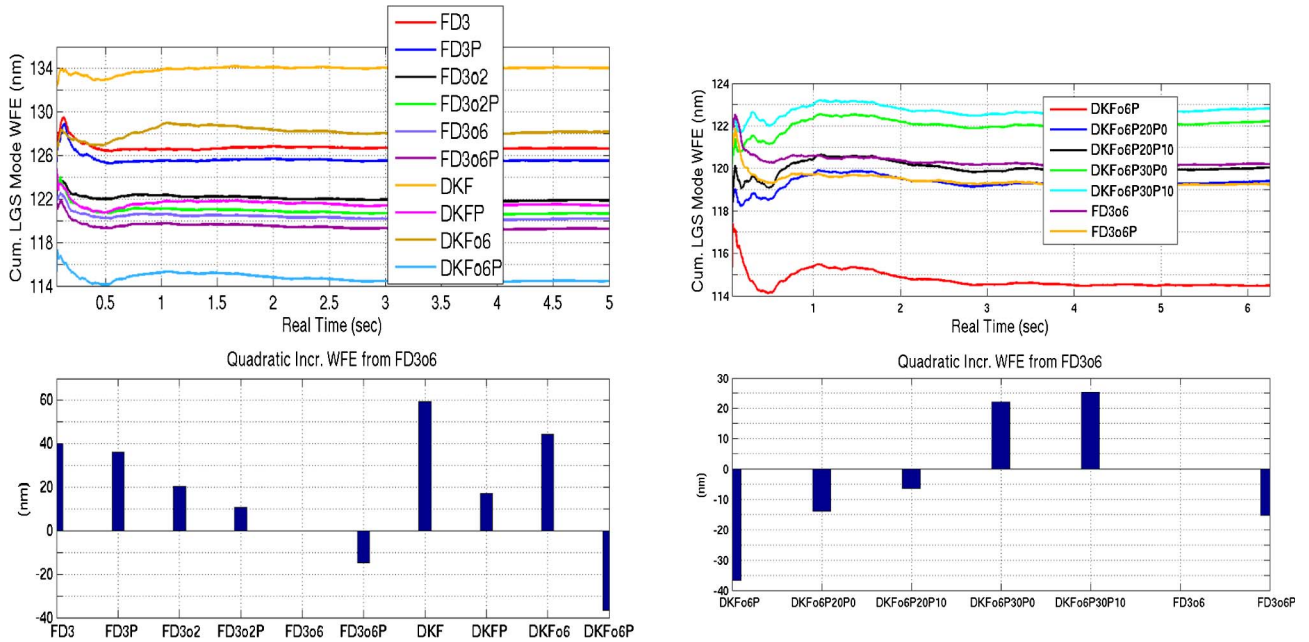 Cum. LGS Mode WFE (nm)
134
130
126
122
118
114
0.5
1
1.5
2
2.5
3
3.5
4
4.5
5
Real Time (sec)
FD3
FD3P
FD3o2
FD3o2P
FD3o6
FD3o6P
DKF
DKFP
DKFo6
DKFo6P
Cum. LGS Mode WFE (nm)
124
122
120
118
116
114
1
2
3
4
5
6
Real Time (sec)
DKFo6P
DKFo6P20P0
DKFo6P20P10
DKFo6P30P0
DKFo6P30P10
FD3o6
FD3o6P
Quadratic Incr. WFE from FD3o6
(nm)
60
40
20
0
-20
-40
FD3
FD3P
FD3o2
FD3o2P
FD3o6
FD3o6P
DKF
DKFP
DKFo6
DKFo6P
Quadratic Incr. WFE from FD3o6
(nm)
30
20
10
0
-10
-20
-30
-40
DKFo6P
DKFo6P20P0
DKFo6P20P10
DKFo6P30P0
DKFo6P30P10
FD3o6
FD3o6P